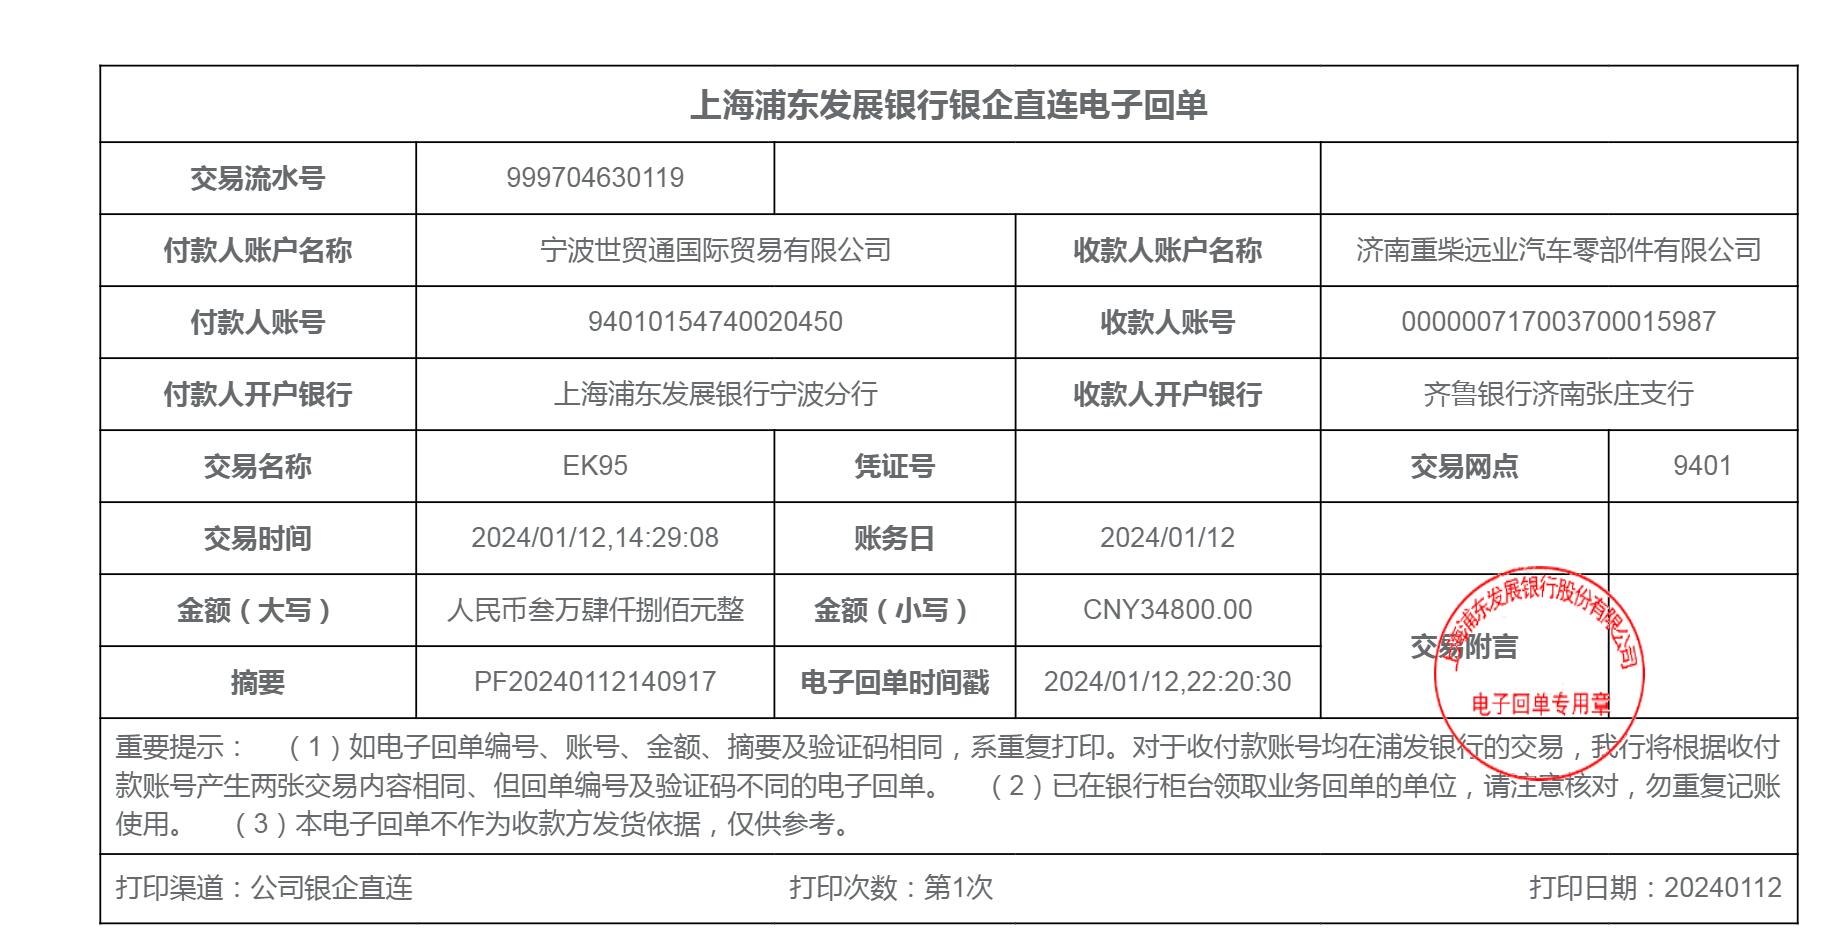 上海浦东发展银行银企直连电子回单
交易流水号 999704630119
付款人账户名称 宁波世贸通国际贸易有限公司 收款人账户名称 济南重柴远业汽车零部件有限公司
付款人账号 94010154740020450 收款人账号 000000717003700015987
付款人开户银行 上海浦东发展银行宁波分行 收款人开户银行 齐鲁银行济南张庄支行
交易名称 EK95 凭证号 交易网点 9401
交易时间 2024/01/12,14:29:08 账务日 2024/01/12
金额（大写） 人民币叁万肆仟捌佰元整 金额（小写） CNY34800.00
交易附言
摘要 PF20240112140917 电子回单时间戳 2024/01/12,22:20:30
上海浦东发展银行股份有限公司
电子回单专用章
重要提示： （1）如电子回单编号、账号、金额、摘要及验证码相同，系重复打印。对于收付款账号均在浦发银行的交易，我行将根据收付
款账号产生两张交易内容相同、但回单编号及验证码不同的电子回单。 （2）已在银行柜台领取业务回单的单位，请注意核对，勿重复记账
使用。 （3）本电子回单不作为收款方发货依据，仅供参考。
打印渠道：公司银企直连 打印次数：第1次 打印日期：20240112